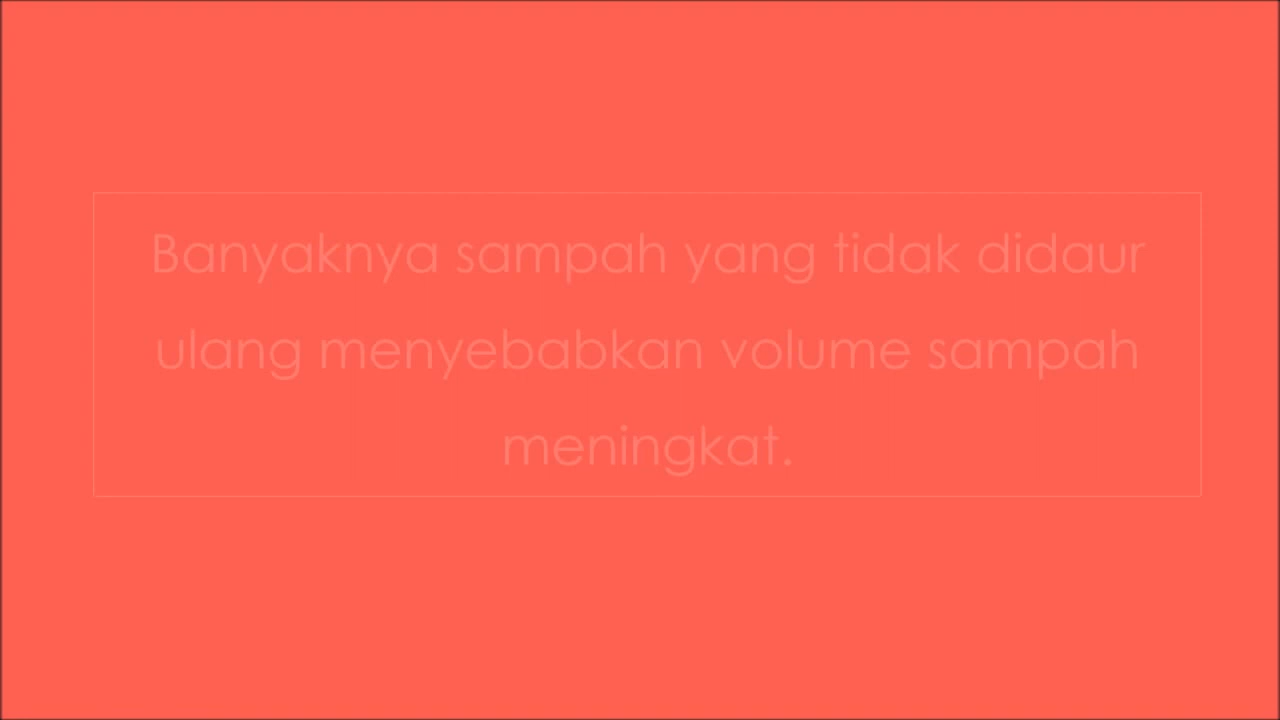 Banyaknya sampah yang tidak didaur
ulang menyebabkan volume sampah
meningkat.